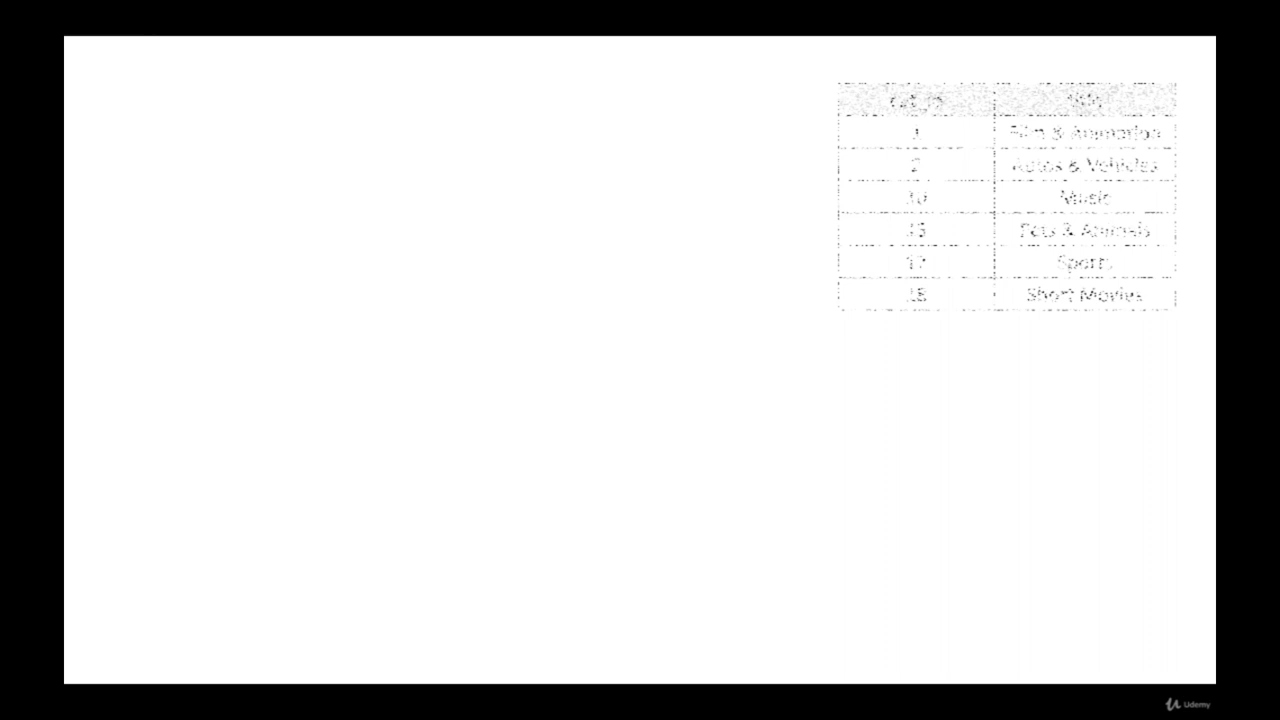 1 Film & Animation
2 Autos & Vehicles
10 Music
15 Pets & Animals
17 Sports
18 Short Movies
Udemy